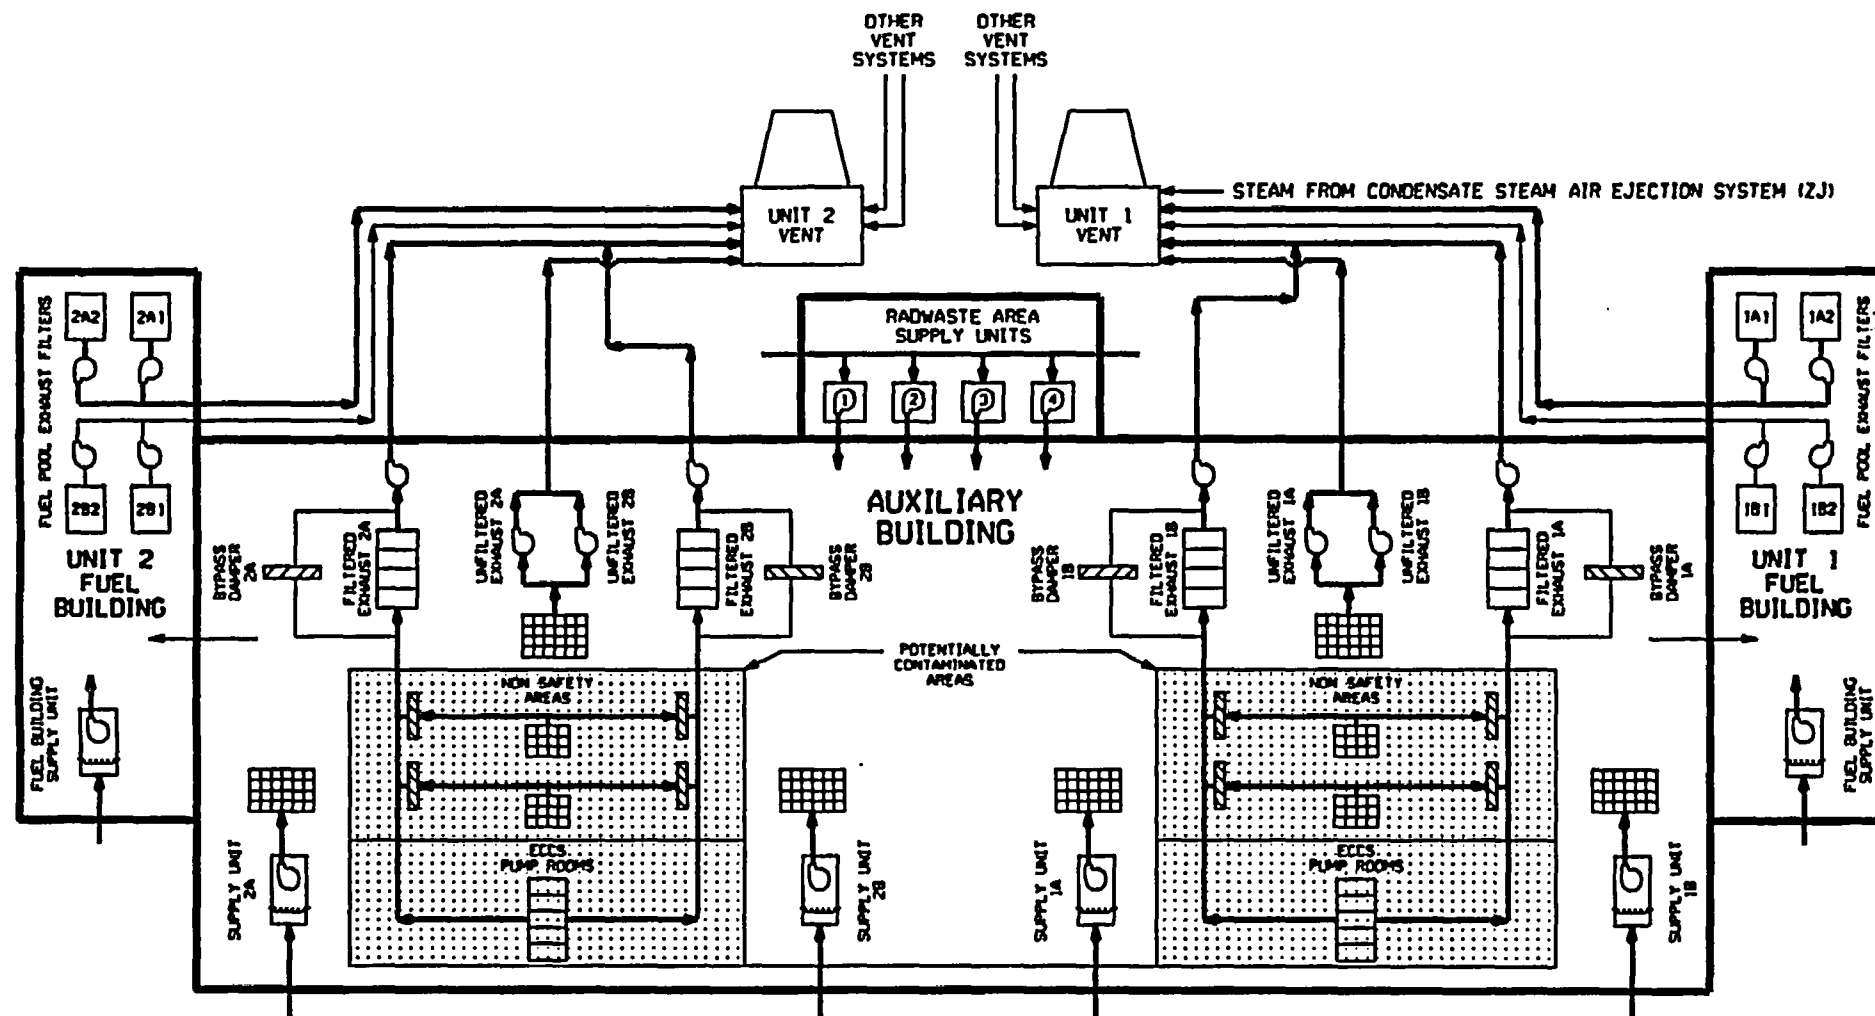 OTHER
VENT
SYSTEMS
OTHER
VENT
SYSTEMS
STEAM FROM CONDENSATE STEAM AIR EJECTION SYSTEM (ZJ)
UNIT 2
VENT
UNIT 1
VENT
RADWASTE AREA
SUPPLY UNITS
1
2
3
4
FUEL POOL EXHAUST FILTERS
2A2
2A1
2B2
2B1
UNIT 2
FUEL
BUILDING
FUEL BUILDING
SUPPLY UNIT
1A1
1A2
1B1
1B2
FUEL POOL EXHAUST FILTERS
UNIT 1
FUEL
BUILDING
FUEL BUILDING
SUPPLY UNIT
AUXILIARY
BUILDING
BYPASS
DAMPER
2A
FILTERED
EXHAUST 2A
UNFILTERED
EXHAUST 2A
UNFILTERED
EXHAUST 2B
FILTERED
EXHAUST 2B
BYPASS
DAMPER
2B
BYPASS
DAMPER
1B
FILTERED
EXHAUST 1B
UNFILTERED
EXHAUST 1A
UNFILTERED
EXHAUST 1B
FILTERED
EXHAUST 1A
BYPASS
DAMPER
1A
POTENTIALLY
CONTAMINATED
AREAS
NON SAFETY
AREAS
NON SAFETY
AREAS
ECCS
PUMP ROOMS
ECCS
PUMP ROOMS
SUPPLY UNIT
2A
SUPPLY UNIT
2B
SUPPLY UNIT
1A
SUPPLY UNIT
1B